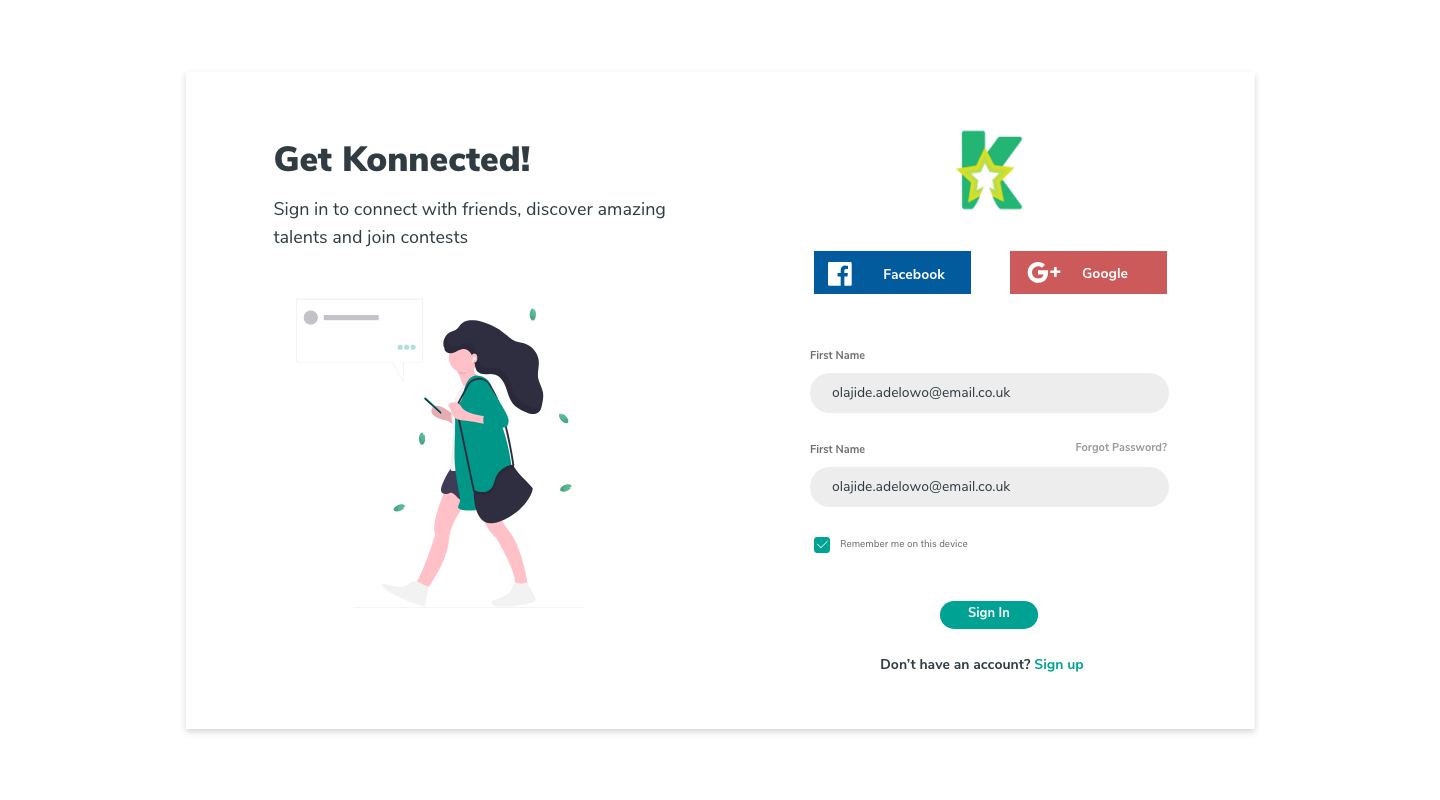 Get Konnected!
Sign in to connect with friends, discover amazing
talents and join contests
K
Facebook
G+ Google
First Name
olajide.adelowo@email.co.uk
First Name
Forgot Password?
olajide.adelowo@email.co.uk
Remember me on this device
Sign In
Don't have an account? Sign up